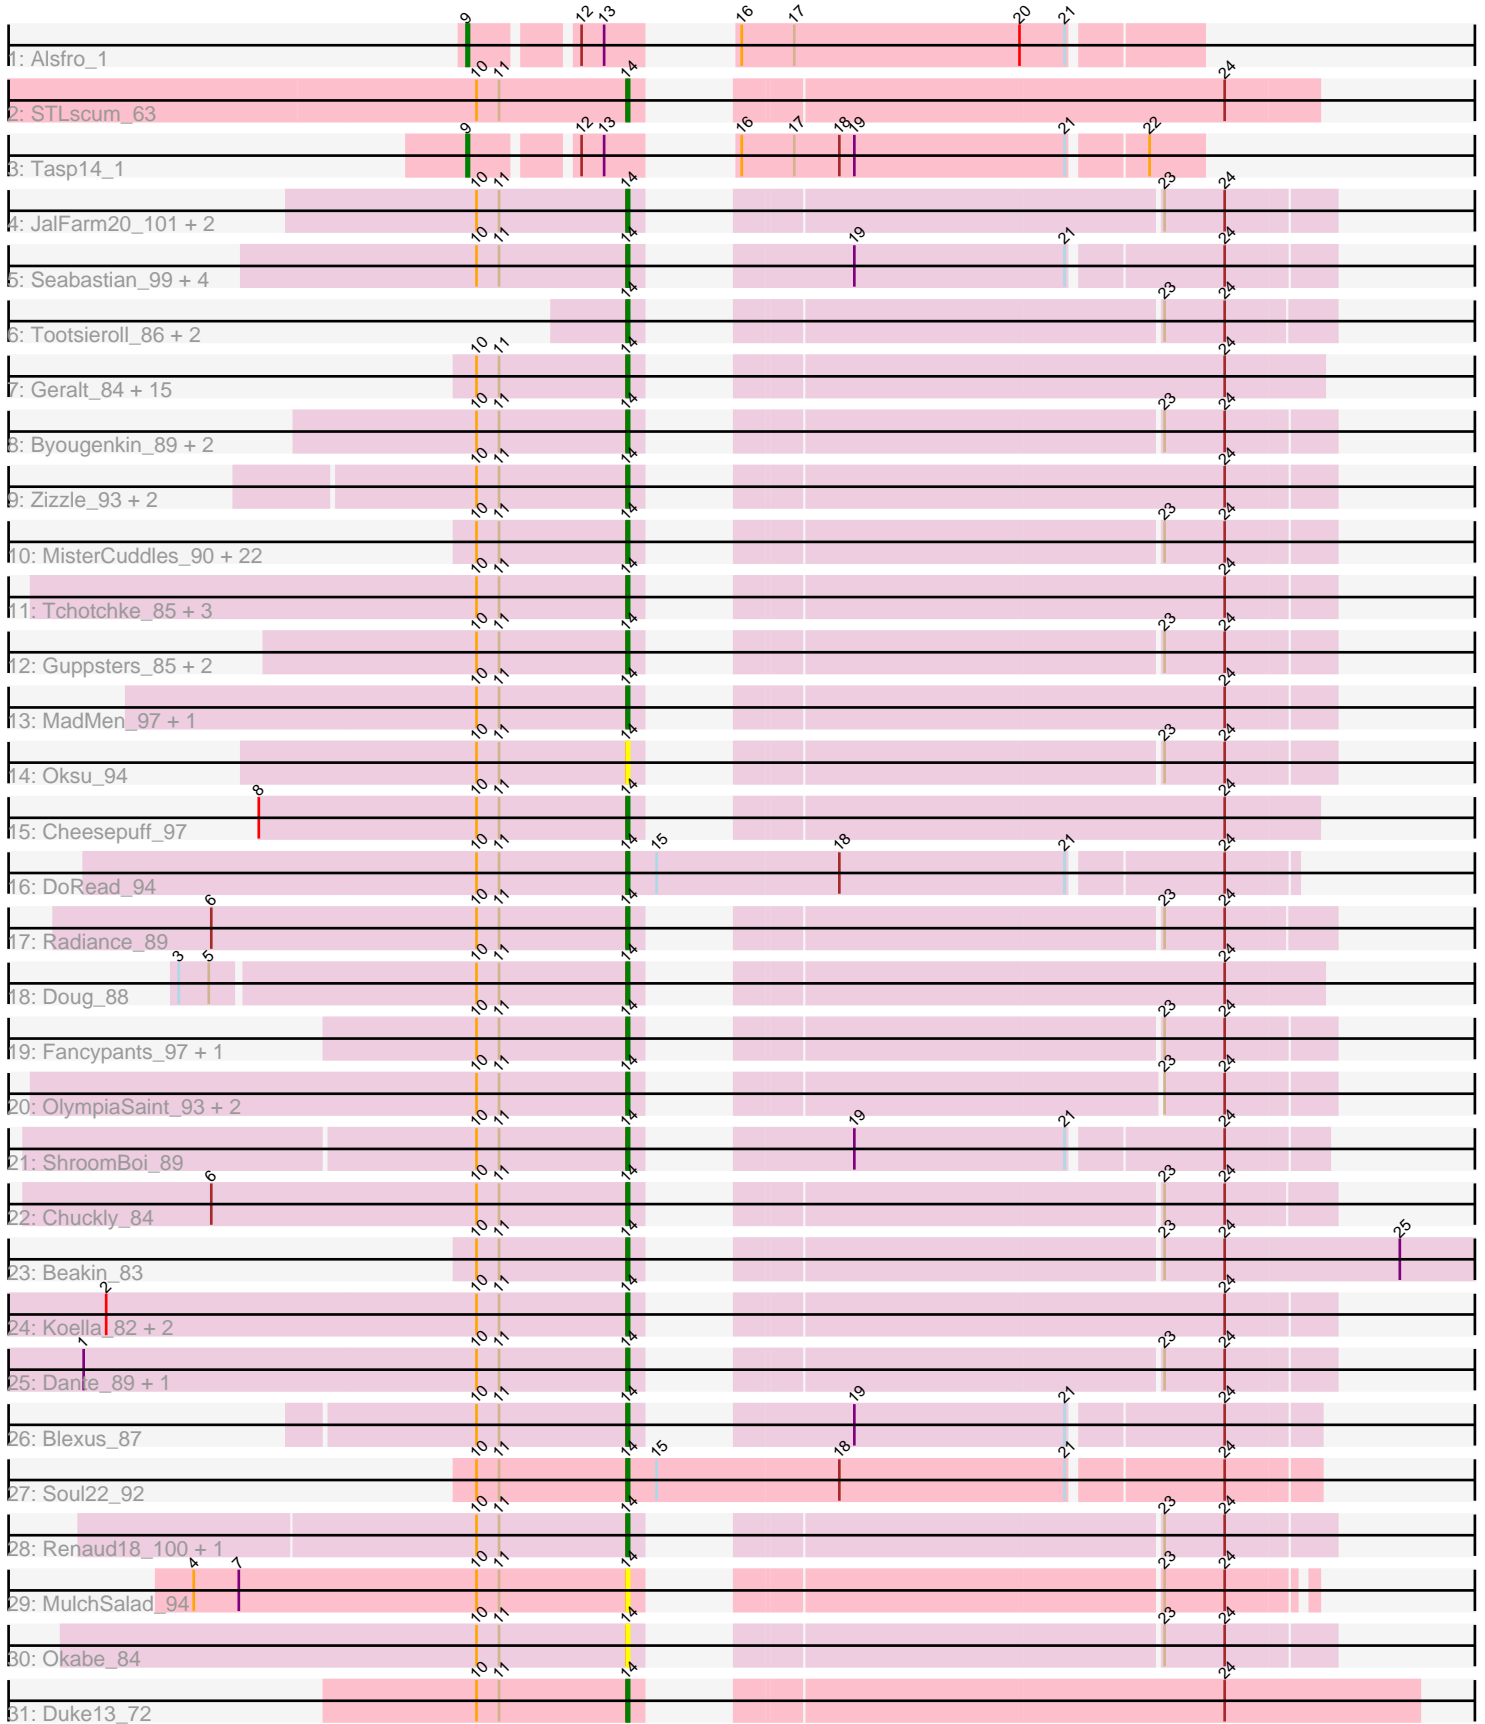 9 12 13 16 17 20 21
1: Alsfro_1
10 11 14 24
2: STLscum_63
9 12 13 16 17 18 19 21 22
3: Tasp14_1
10 11 14 23 24
4: JalFarm20_101 + 2
10 11 14 19 21 24
5: Seabastian_99 + 4
14 23 24
6: Tootsieroll_86 + 2
10 11 14 24
7: Geralt_84 + 15
10 11 14 23 24
8: Byougenkin_89 + 2
10 11 14 24
9: Zizzle_93 + 2
10 11 14 23 24
10: MisterCuddles_90 + 22
10 11 14 24
11: Tchotchke_85 + 3
10 11 14 23 24
12: Guppsters_85 + 2
10 11 14 24
13: MadMen_97 + 1
10 11 14 23 24
14: Oksu_94
8 10 11 14 24
15: Cheesepuff_97
10 11 14 15 18 21 24
16: DoRead_94
6 10 11 14 23 24
17: Radiance_89
3 5 10 11 14 24
18: Doug_88
10 11 14 23 24
19: Fancypants_97 + 1
10 11 14 23 24
20: OlympiaSaint_93 + 2
10 11 14 19 21 24
21: ShroomBoi_89
6 10 11 14 23 24
22: Chuckly_84
10 11 14 23 24 25
23: Beakin_83
2 10 11 14 24
24: Koella_82 + 2
1 10 11 14 23 24
25: Dante_89 + 1
10 11 14 19 21 24
26: Blexus_87
10 11 14 15 18 21 24
27: Soul22_92
10 11 14 23 24
28: Renaud18_100 + 1
4 7 10 11 14 23 24
29: MulchSalad_94
10 11 14 23 24
30: Okabe_84
10 11 14 24
31: Duke13_72